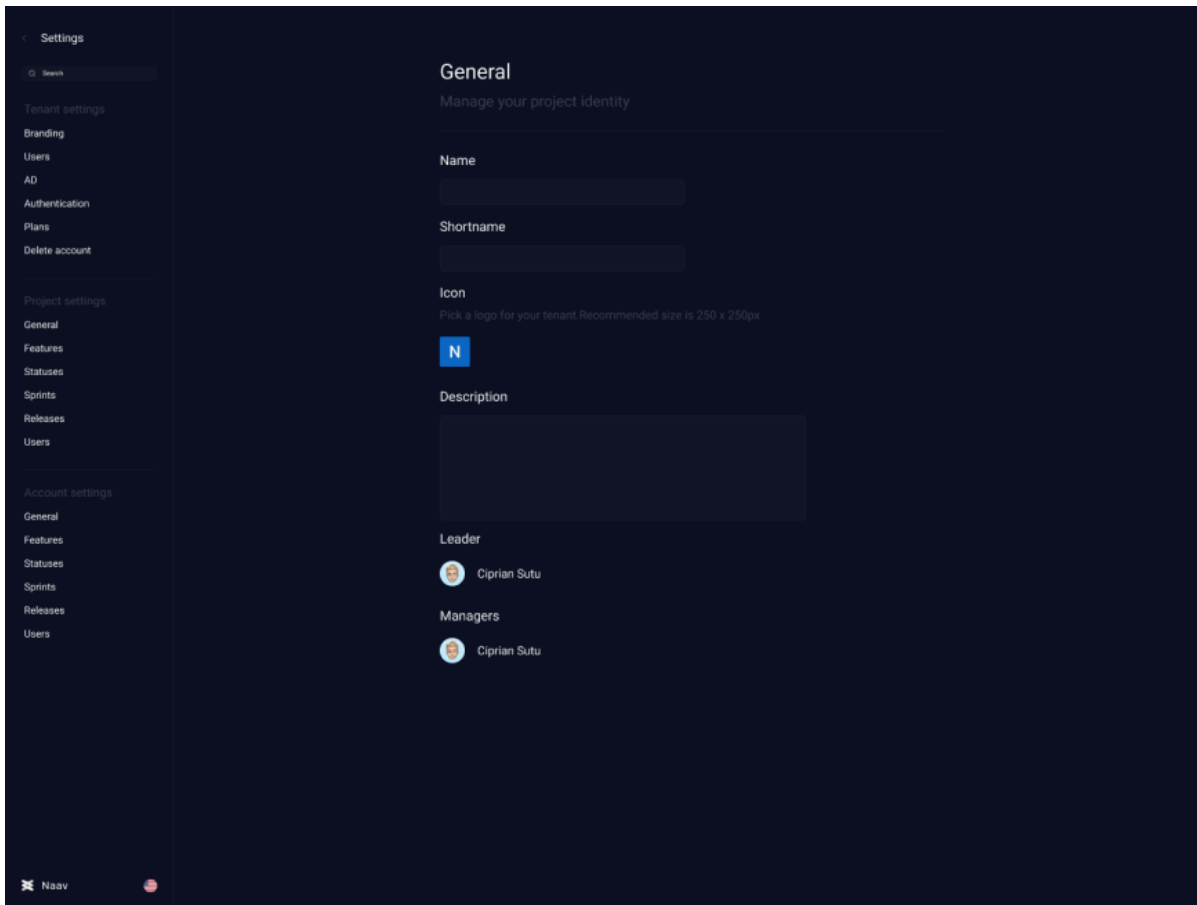 Settings
Search
Tenant settings
Branding
Users
AD
Authentication
Plans
Delete account
Project settings
General
Features
Statuses
Sprints
Releases
Users
Account settings
General
Features
Statuses
Sprints
Releases
Users
Naav
General
Manage your project identity
Name
Shortname
Icon
Pick a logo for your tenant.Recommended size is 250 x 250px
N
Description
Leader
Ciprian Sutu
Managers
Ciprian Sutu